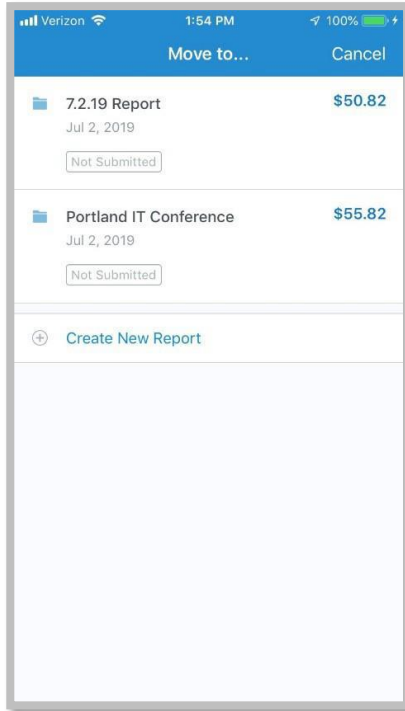 Verizon 1:54 PM 100%
Move to... Cancel
7.2.19 Report $50.82
Jul 2, 2019
Not Submitted
Portland IT Conference $55.82
Jul 2, 2019
Not Submitted
Create New Report